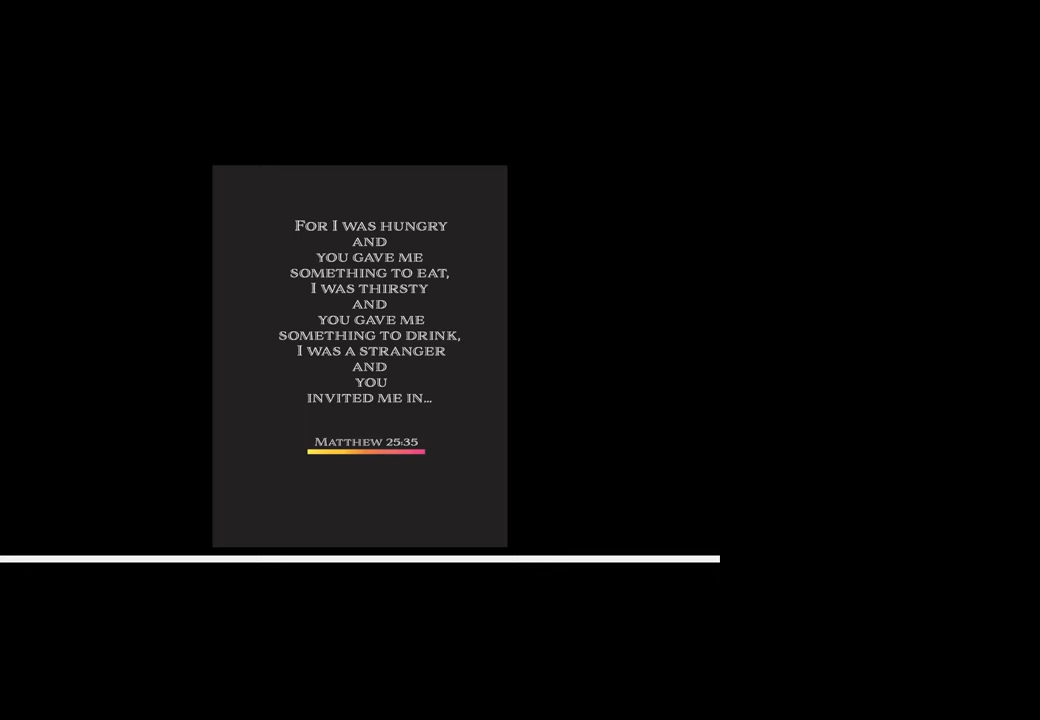 For I was hungry
and
you gave me
something to eat,
I was thirsty
and
you gave me
something to drink,
I was a stranger
and
you
invited me in...
Matthew 25:35